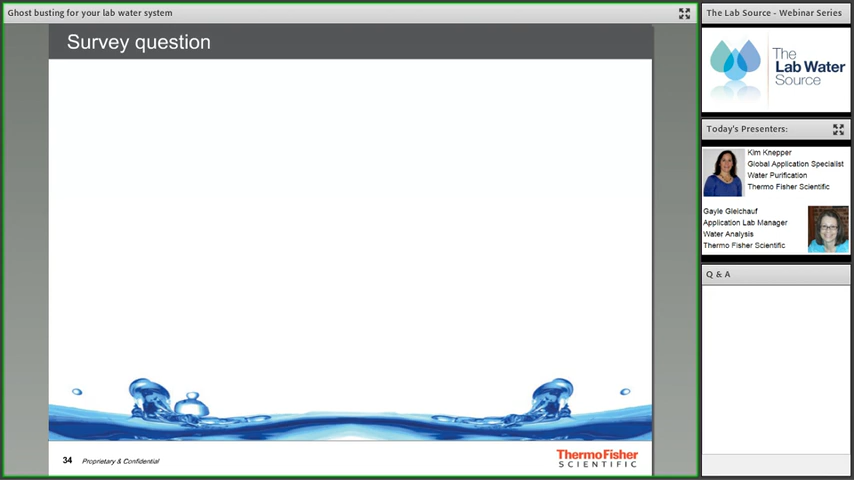 Ghost busting for your lab water system
Survey question
34 Proprietary & Confidential
ThermoFisher
SCIENTIFIC
The Lab Source - Webinar Series
The
Lab Water
Source
Today's Presenters:
Kim Knepper
Global Application Specialist
Water Purification
Thermo Fisher Scientific
Gayle Gleichauf
Application Lab Manager
Water Analysis
Thermo Fisher Scientific
Q & A